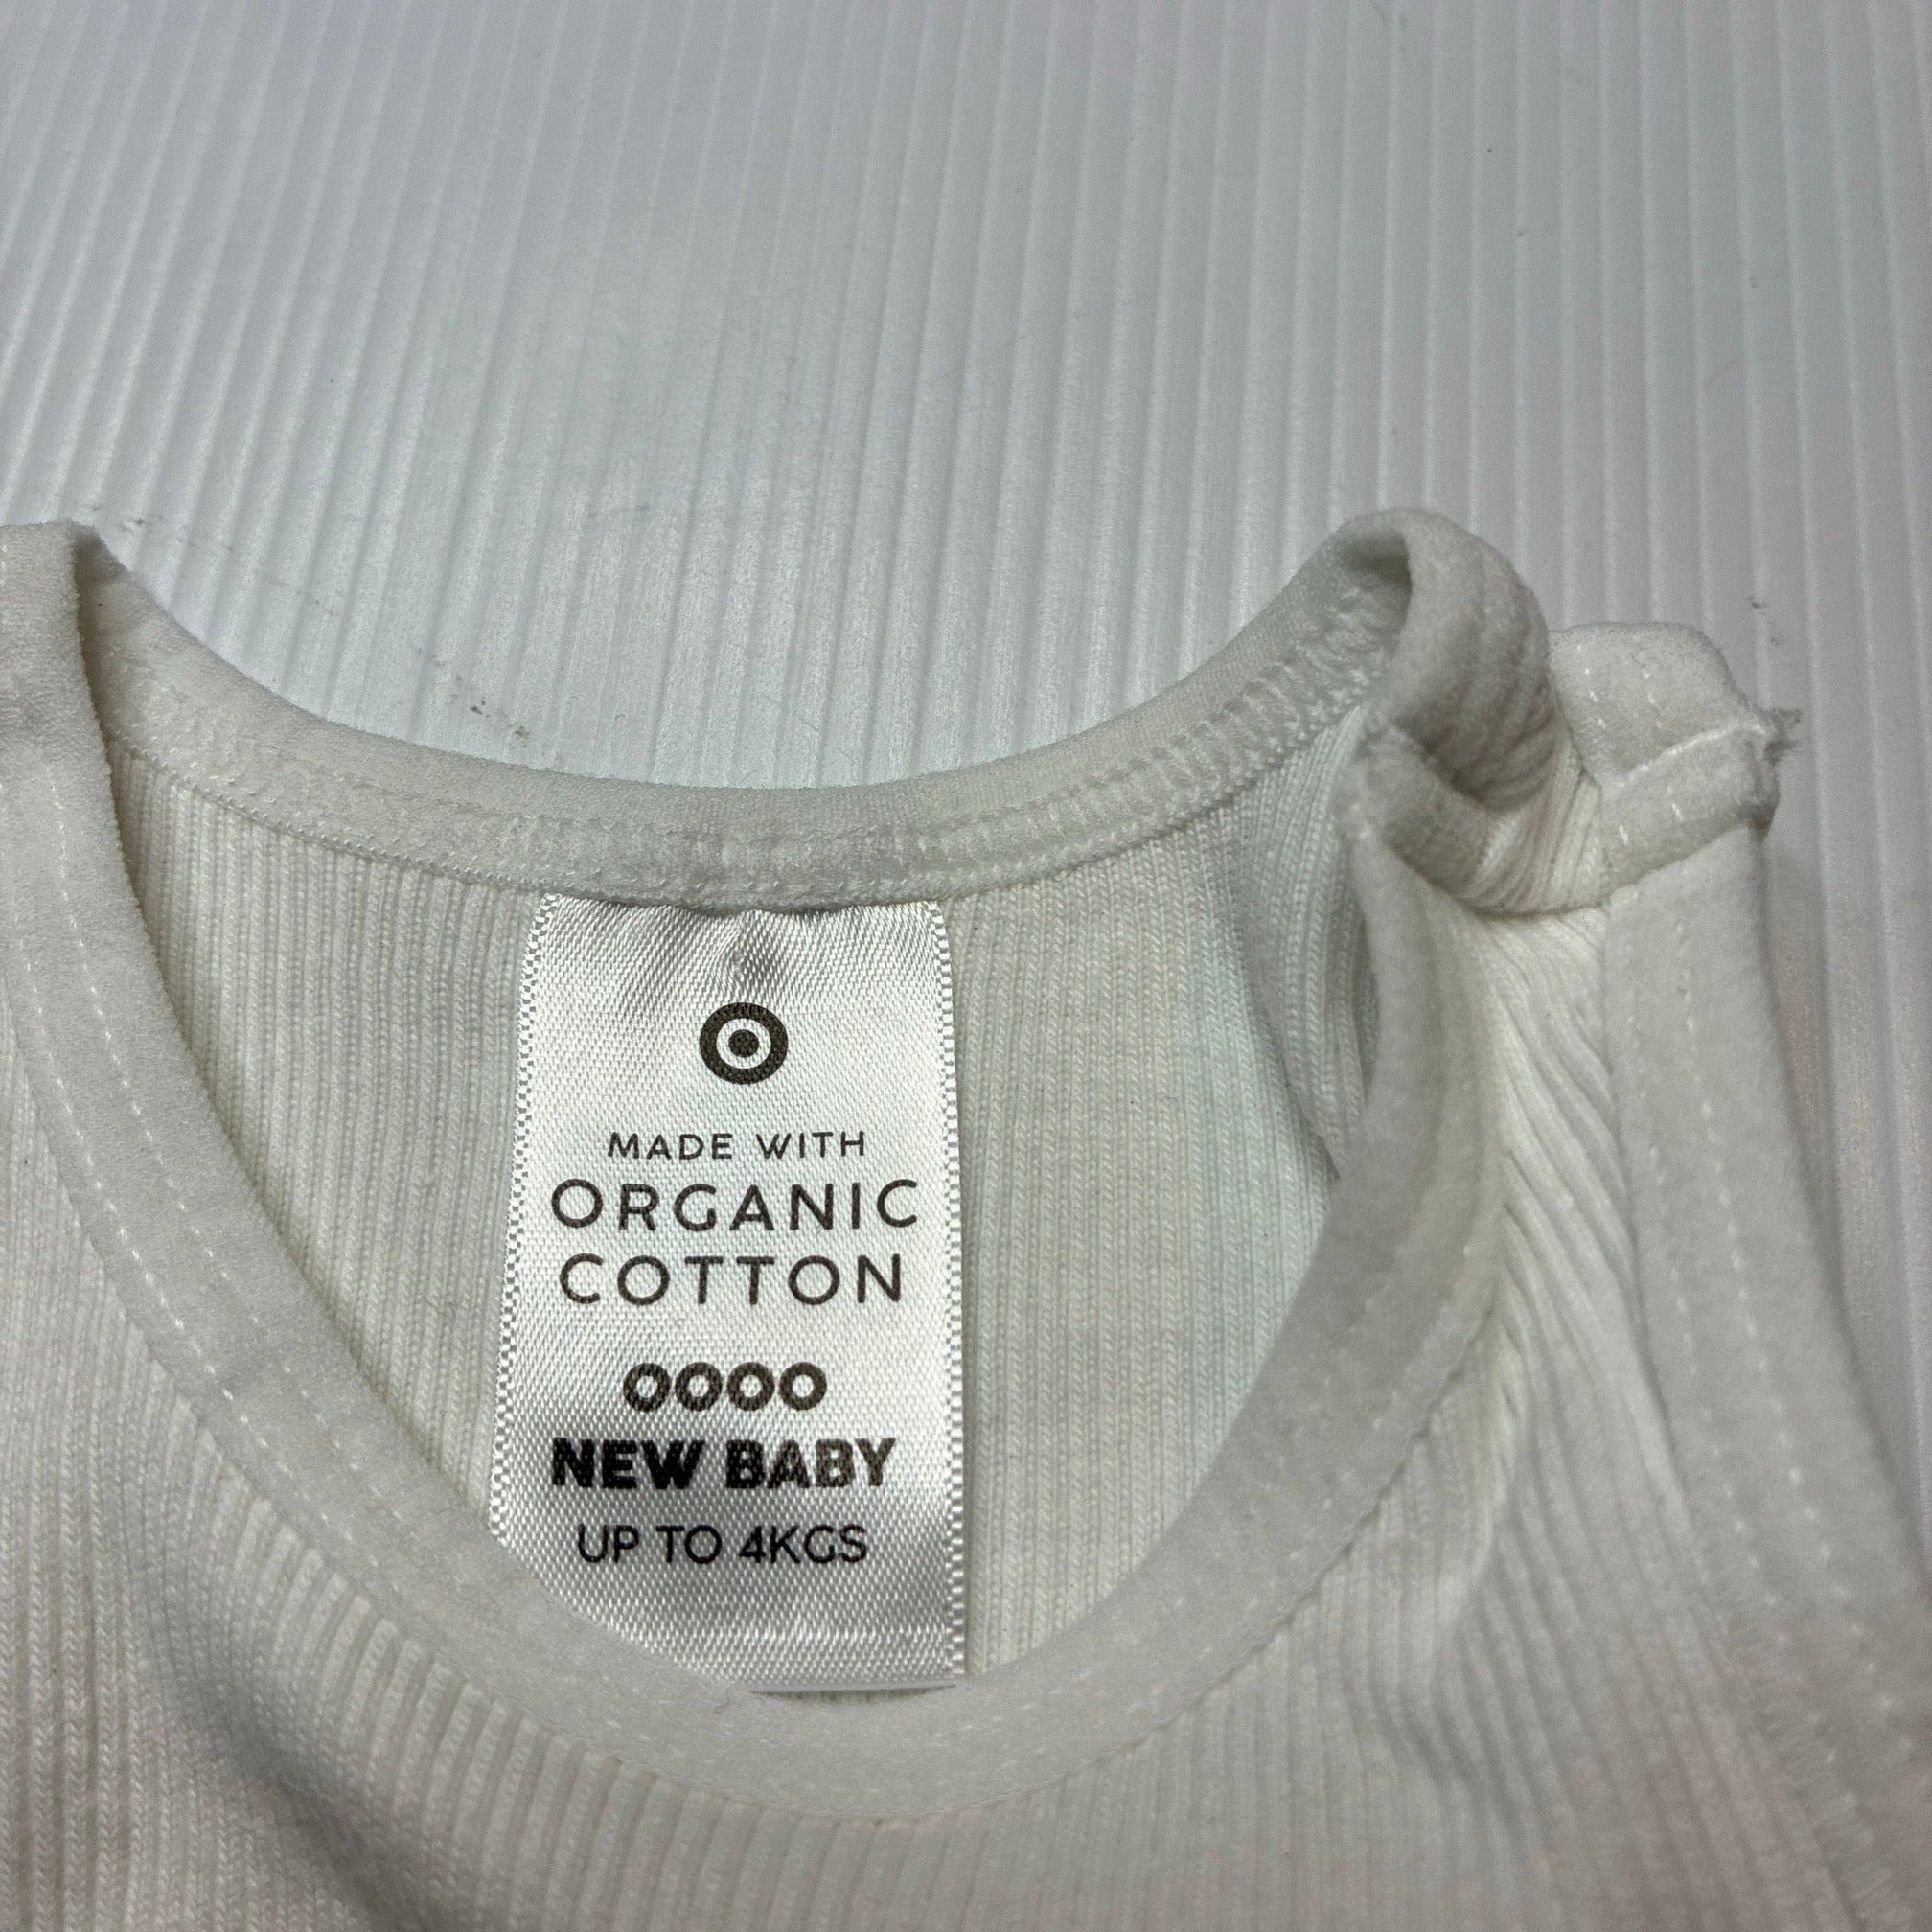 MADE WITH
ORGANIC
COTTON
0000
NEW BABY
UP TO 4KGS